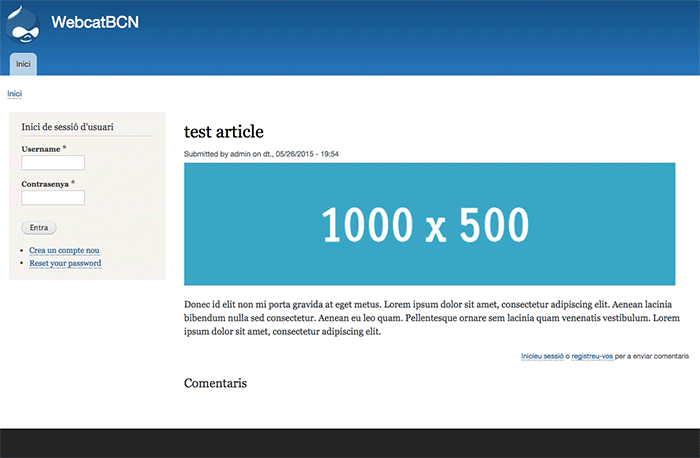 WebcatBCN
Inici
Inici
Inici de sessió d'usuari
Username *
Contrasenya *
Entra
Crea un compte nou
Reset your password
test article
Submitted by admin on dt., 05/26/2015 - 19:54
1000 x 500
Donec id elit non mi porta gravida at eget metus. Lorem ipsum dolor sit amet, consectetur adipiscing elit. Aenean lacinia
bibendum nulla sed consectetur. Aenean eu leo quam. Pellentesque ornare sem lacinia quam venenatis vestibulum. Lorem
ipsum dolor sit amet, consectetur adipiscing elit.
Inicieu sessió o registreu-vos per a enviar comentaris
Comentaris